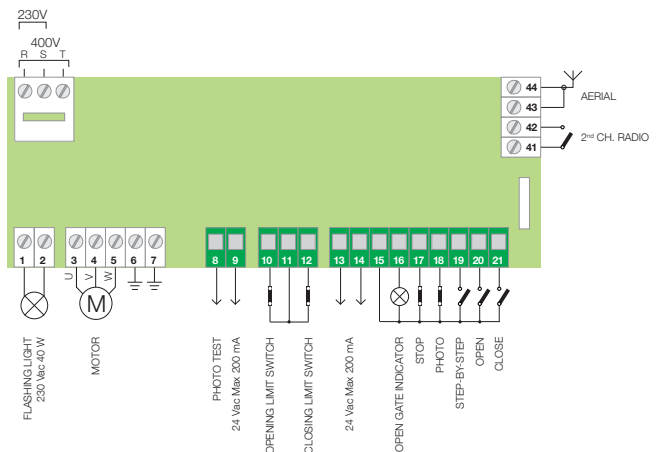 230V
400V
R S T
44
43
42
41
AERIAL
2nd CH. RADIO
1 2 3 4 5 6 7 8 9 10 11 12 13 14 15 16 17 18 19 20 21
U V W
M
FLASHING LIGHT
230 Vac 40 W
MOTOR
PHOTO TEST
24 Vac Max 200 mA
OPENING LIMIT SWITCH
CLOSING LIMIT SWITCH
24 Vac Max 200 mA
OPEN GATE INDICATOR
STOP
PHOTO
STEP-BY-STEP
OPEN
CLOSE